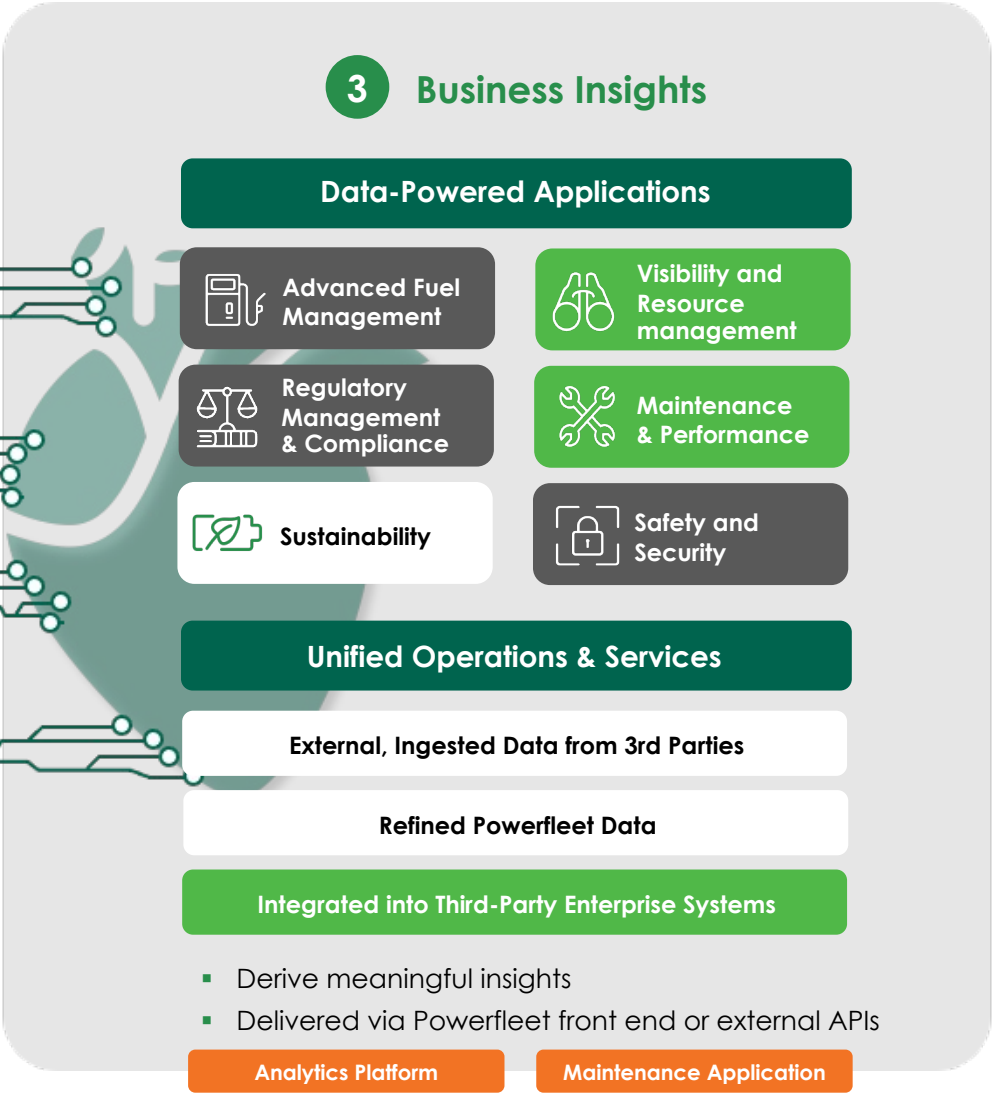 3 Business Insights
Data-Powered Applications
Advanced Fuel
Management
Visibility and
Resource
management
Regulatory
Management
& Compliance
Maintenance
& Performance
Sustainability
Safety and
Security
Unified Operations & Services
External, Ingested Data from 3rd Parties
Refined Powerfleet Data
Integrated into Third-Party Enterprise Systems
▪ Derive meaningful insights
▪ Delivered via Powerfleet front end or external APIs
Analytics Platform
Maintenance Application